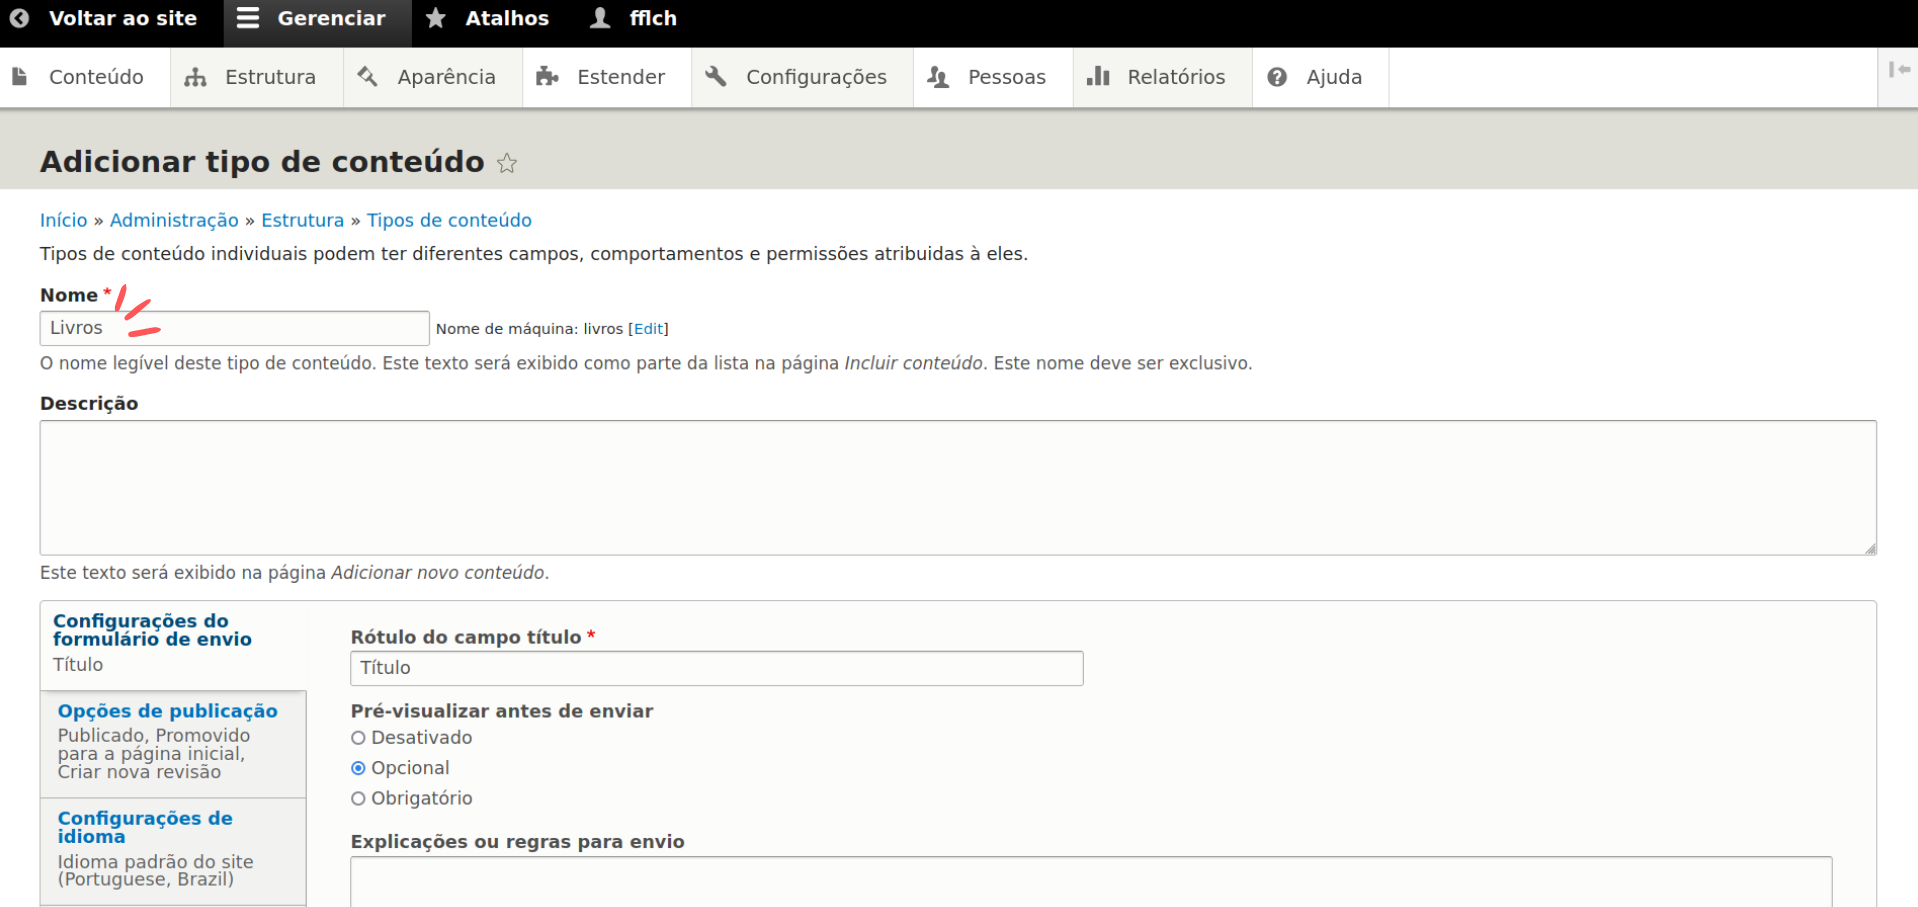 Voltar ao site Gerenciar Atalhos fflch
Conteúdo Estrutura Aparência Estender Configurações Pessoas Relatórios Ajuda
Adicionar tipo de conteúdo
Início » Administração » Estrutura » Tipos de conteúdo
Tipos de conteúdo individuais podem ter diferentes campos, comportamentos e permissões atribuidas à eles.
Nome *
Livros Nome de máquina: livros [Edit]
O nome legível deste tipo de conteúdo. Este texto será exibido como parte da lista na página Incluir conteúdo. Este nome deve ser exclusivo.
Descrição
Este texto será exibido na página Adicionar novo conteúdo.
Configurações do
formulário de envio
Título
Opções de publicação
Publicado, Promovido
para a página inicial,
Criar nova revisão
Configurações de
idioma
Idioma padrão do site
(Portuguese, Brazil)
Rótulo do campo título *
Título
Pré-visualizar antes de enviar
Desativado
Opcional
Obrigatório
Explicações ou regras para envio